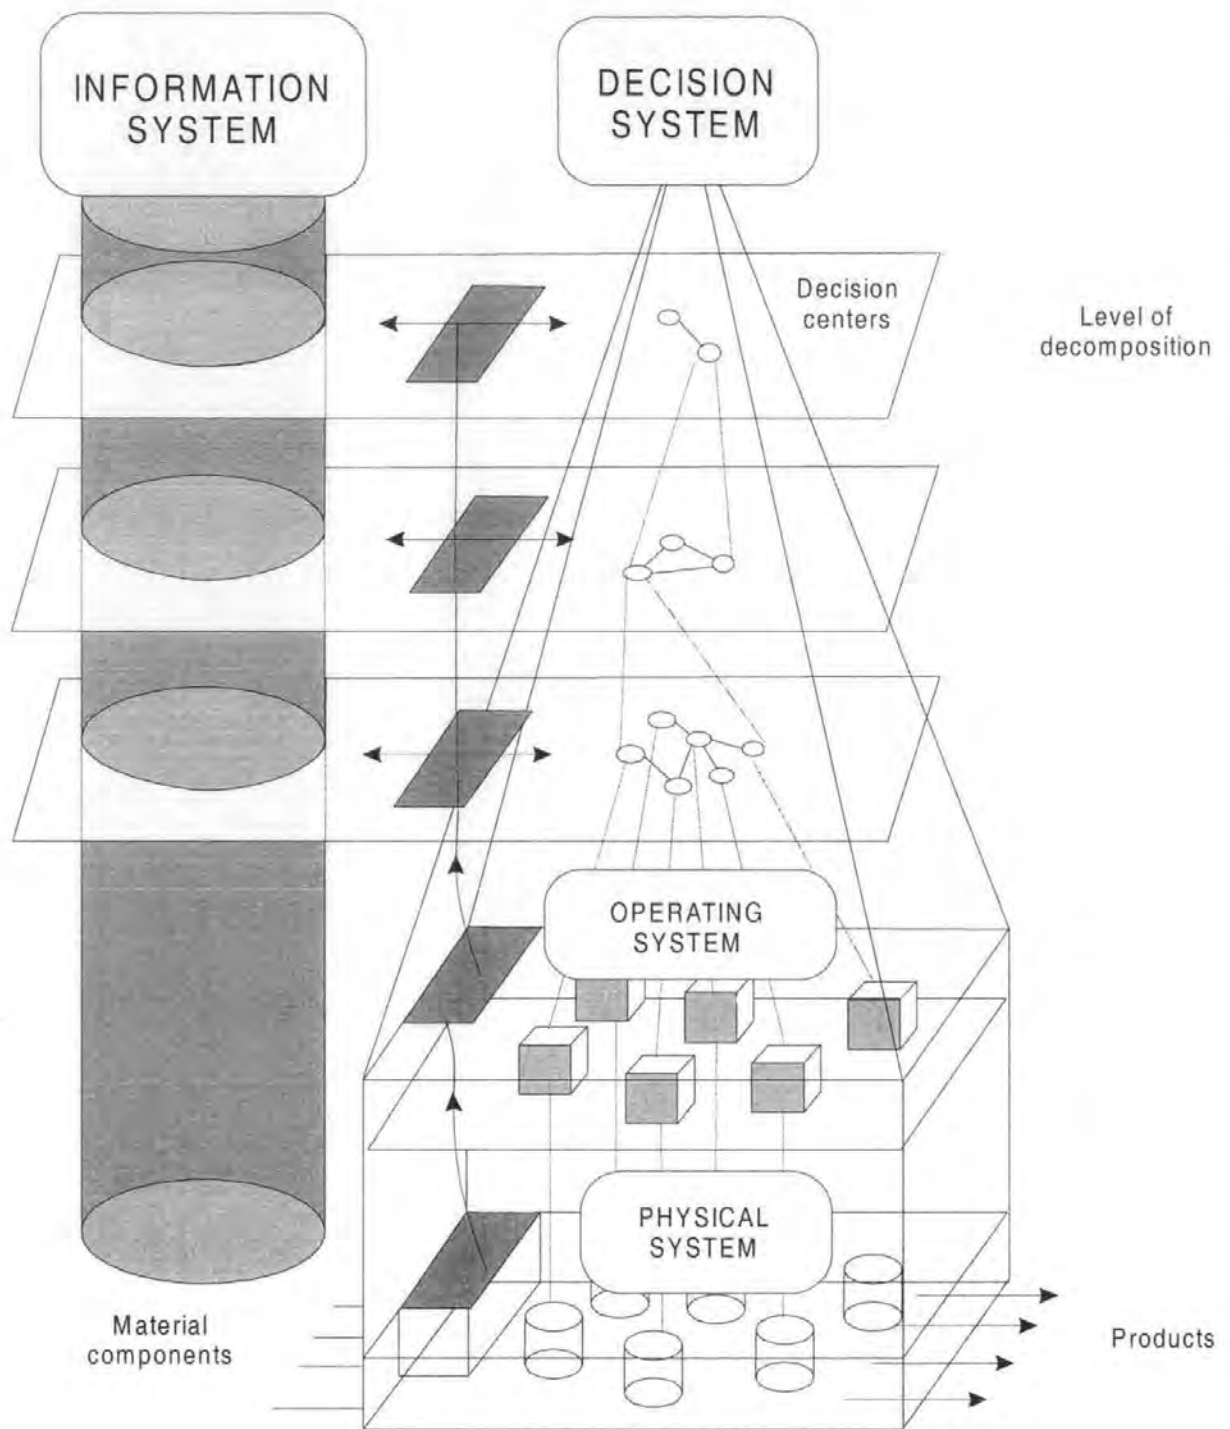 INFORMATION
SYSTEM
DECISION
SYSTEM
Decision
centers
Level of
decomposition
OPERATING
SYSTEM
PHYSICAL
SYSTEM
Material
components
Products